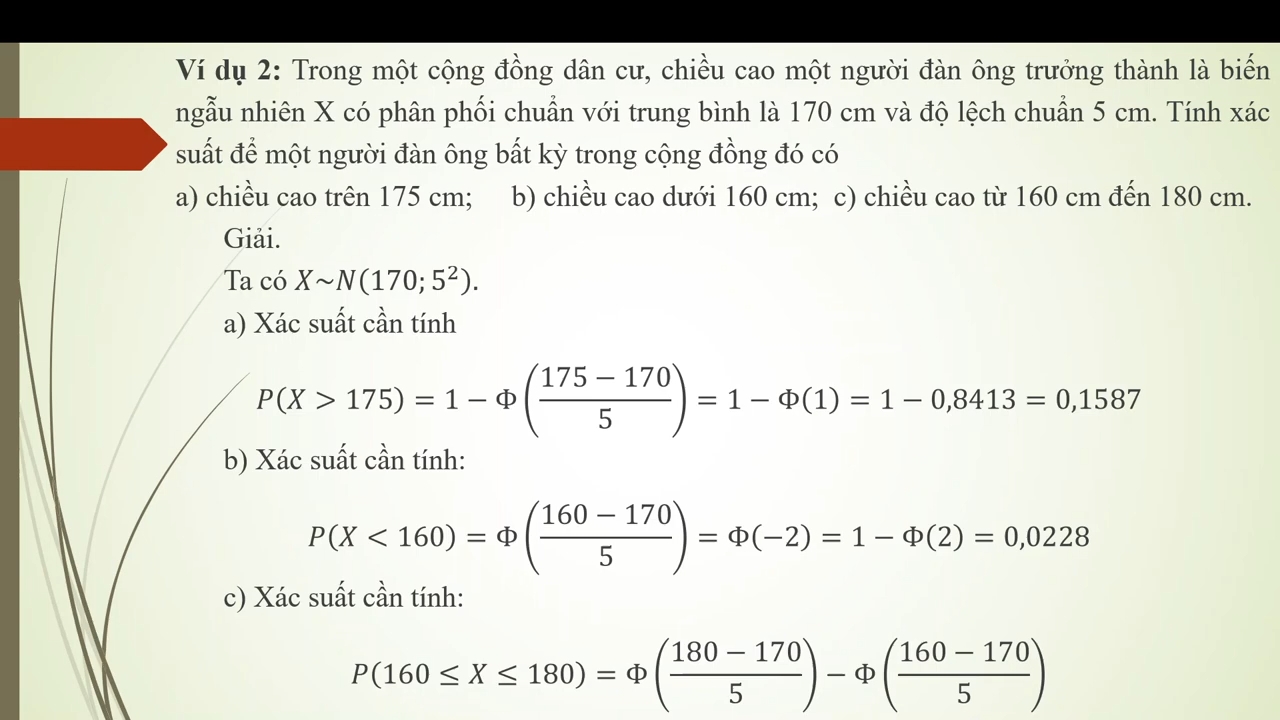 Ví dụ 2: Trong một cộng đồng dân cư, chiều cao một người đàn ông trưởng thành là biến
ngẫu nhiên X có phân phối chuẩn với trung bình là 170 cm và độ lệch chuẩn 5 cm. Tính xác
suất để một người đàn ông bất kỳ trong cộng đồng đó có
a) chiều cao trên 175 cm; b) chiều cao dưới 160 cm; c) chiều cao từ 160 cm đến 180 cm.
Giải.
Ta có X~N(170; 5²).
a) Xác suất cần tính
P(X > 175) = 1 − Φ((175 − 170)/5) = 1 − Φ(1) = 1 − 0,8413 = 0,1587
b) Xác suất cần tính:
P(X < 160) = Φ((160 − 170)/5) = Φ(−2) = 1 − Φ(2) = 0,0228
c) Xác suất cần tính:
P(160 ≤ X ≤ 180) = Φ((180 − 170)/5) − Φ((160 − 170)/5)